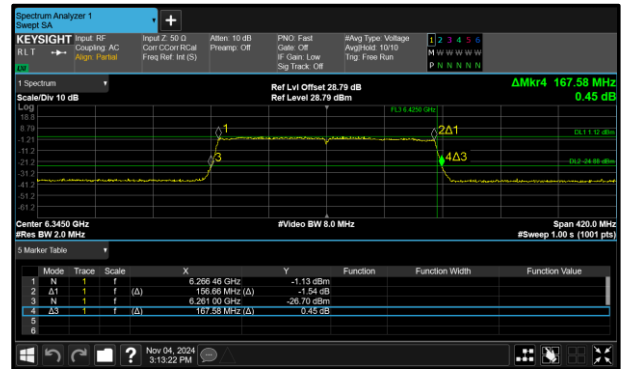 Spectrum Analyzer 1
Swept SA
KEYSIGHT Input: RF Input Z: 50 Ω Atten: 10 dB PNO: Fast #Avg Type: Voltage 1 2 3 4 5 6
RLT Coupling: AC Corr CCorr RCal Preamp: Off Gate: Off Avg|Hold: 10/10 M W W W W W
Align: Partial Freq Ref: Int (S) IF Gain: Low Trig: Free Run
Sig Track: Off P N N N N N
LW
1 Spectrum Ref Lvl Offset 28.79 dB ΔMkr4 167.58 MHz
Scale/Div 10 dB Ref Level 28.79 dBm 0.45 dB
Log
18.8
FL3 6.4250 GHz
8.79
1
2Δ1
DL1 1.12 dBm
-1.21
-11.2
3
4Δ3
DL2 -24.88 dBm
-21.2
-31.2
-41.2
-51.2
-61.2
Center 6.3450 GHz #Video BW 8.0 MHz Span 420.0 MHz
#Res BW 2.0 MHz #Sweep 1.00 s (1001 pts)
5 Marker Table
Mode Trace Scale X Y Function Function Width Function Value
1 N 1 f 6.266 46 GHz -1.13 dBm
2 Δ1 1 f (Δ) 156.66 MHz (Δ) -1.54 dB
3 N 1 f 6.261 00 GHz -26.70 dBm
4 Δ3 1 f (Δ) 167.58 MHz (Δ) 0.45 dB
5
6
? Nov 04, 2024
3:13:22 PM